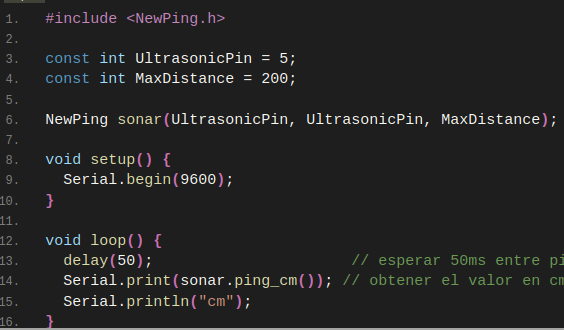 1. #include <NewPing.h>
2.
3. const int UltrasonicPin = 5;
4. const int MaxDistance = 200;
5.
6. NewPing sonar(UltrasonicPin, UltrasonicPin, MaxDistance);
7.
8. void setup() {
9. Serial.begin(9600);
10. }
11.
12. void loop() {
13. delay(50); // esperar 50ms entre pi
14. Serial.print(sonar.ping_cm()); // obtener el valor en cm
15. Serial.println("cm");
16. }